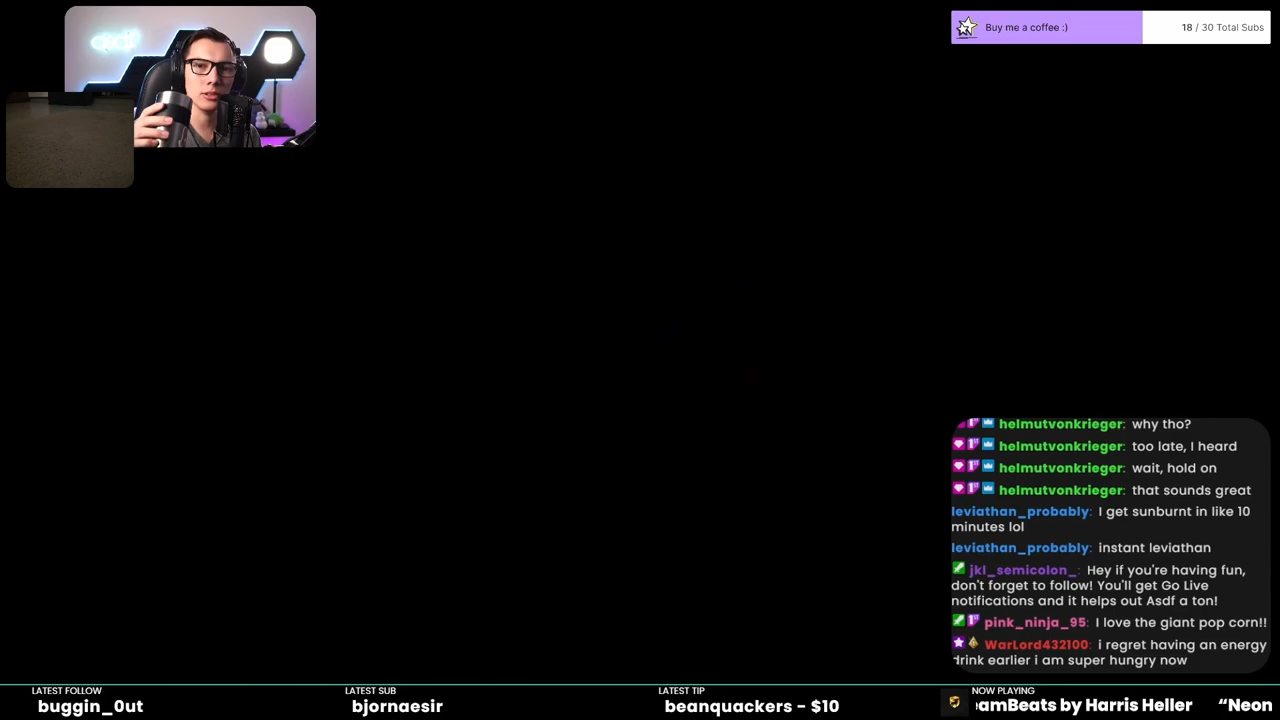 asdf
Buy me a coffee :)
18 / 30 Total Subs
helmutvonkrieger: why tho?
helmutvonkrieger: too late, I heard
helmutvonkrieger: wait, hold on
helmutvonkrieger: that sounds great
leviathan_probably: I get sunburnt in like 10
minutes lol
leviathan_probably: instant leviathan
jkl_semicolon_: Hey if you're having fun,
don't forget to follow! You'll get Go Live
notifications and it helps out Asdf a ton!
pink_ninja_95: I love the giant pop corn!!
WarLord432100: i regret having an energy
drink earlier i am super hungry now
LATEST FOLLOW
buggin_0ut
LATEST SUB
bjornaesir
LATEST TIP
beanquackers - $10
NOW PLAYING
eamBeats by Harris Heller “Neon